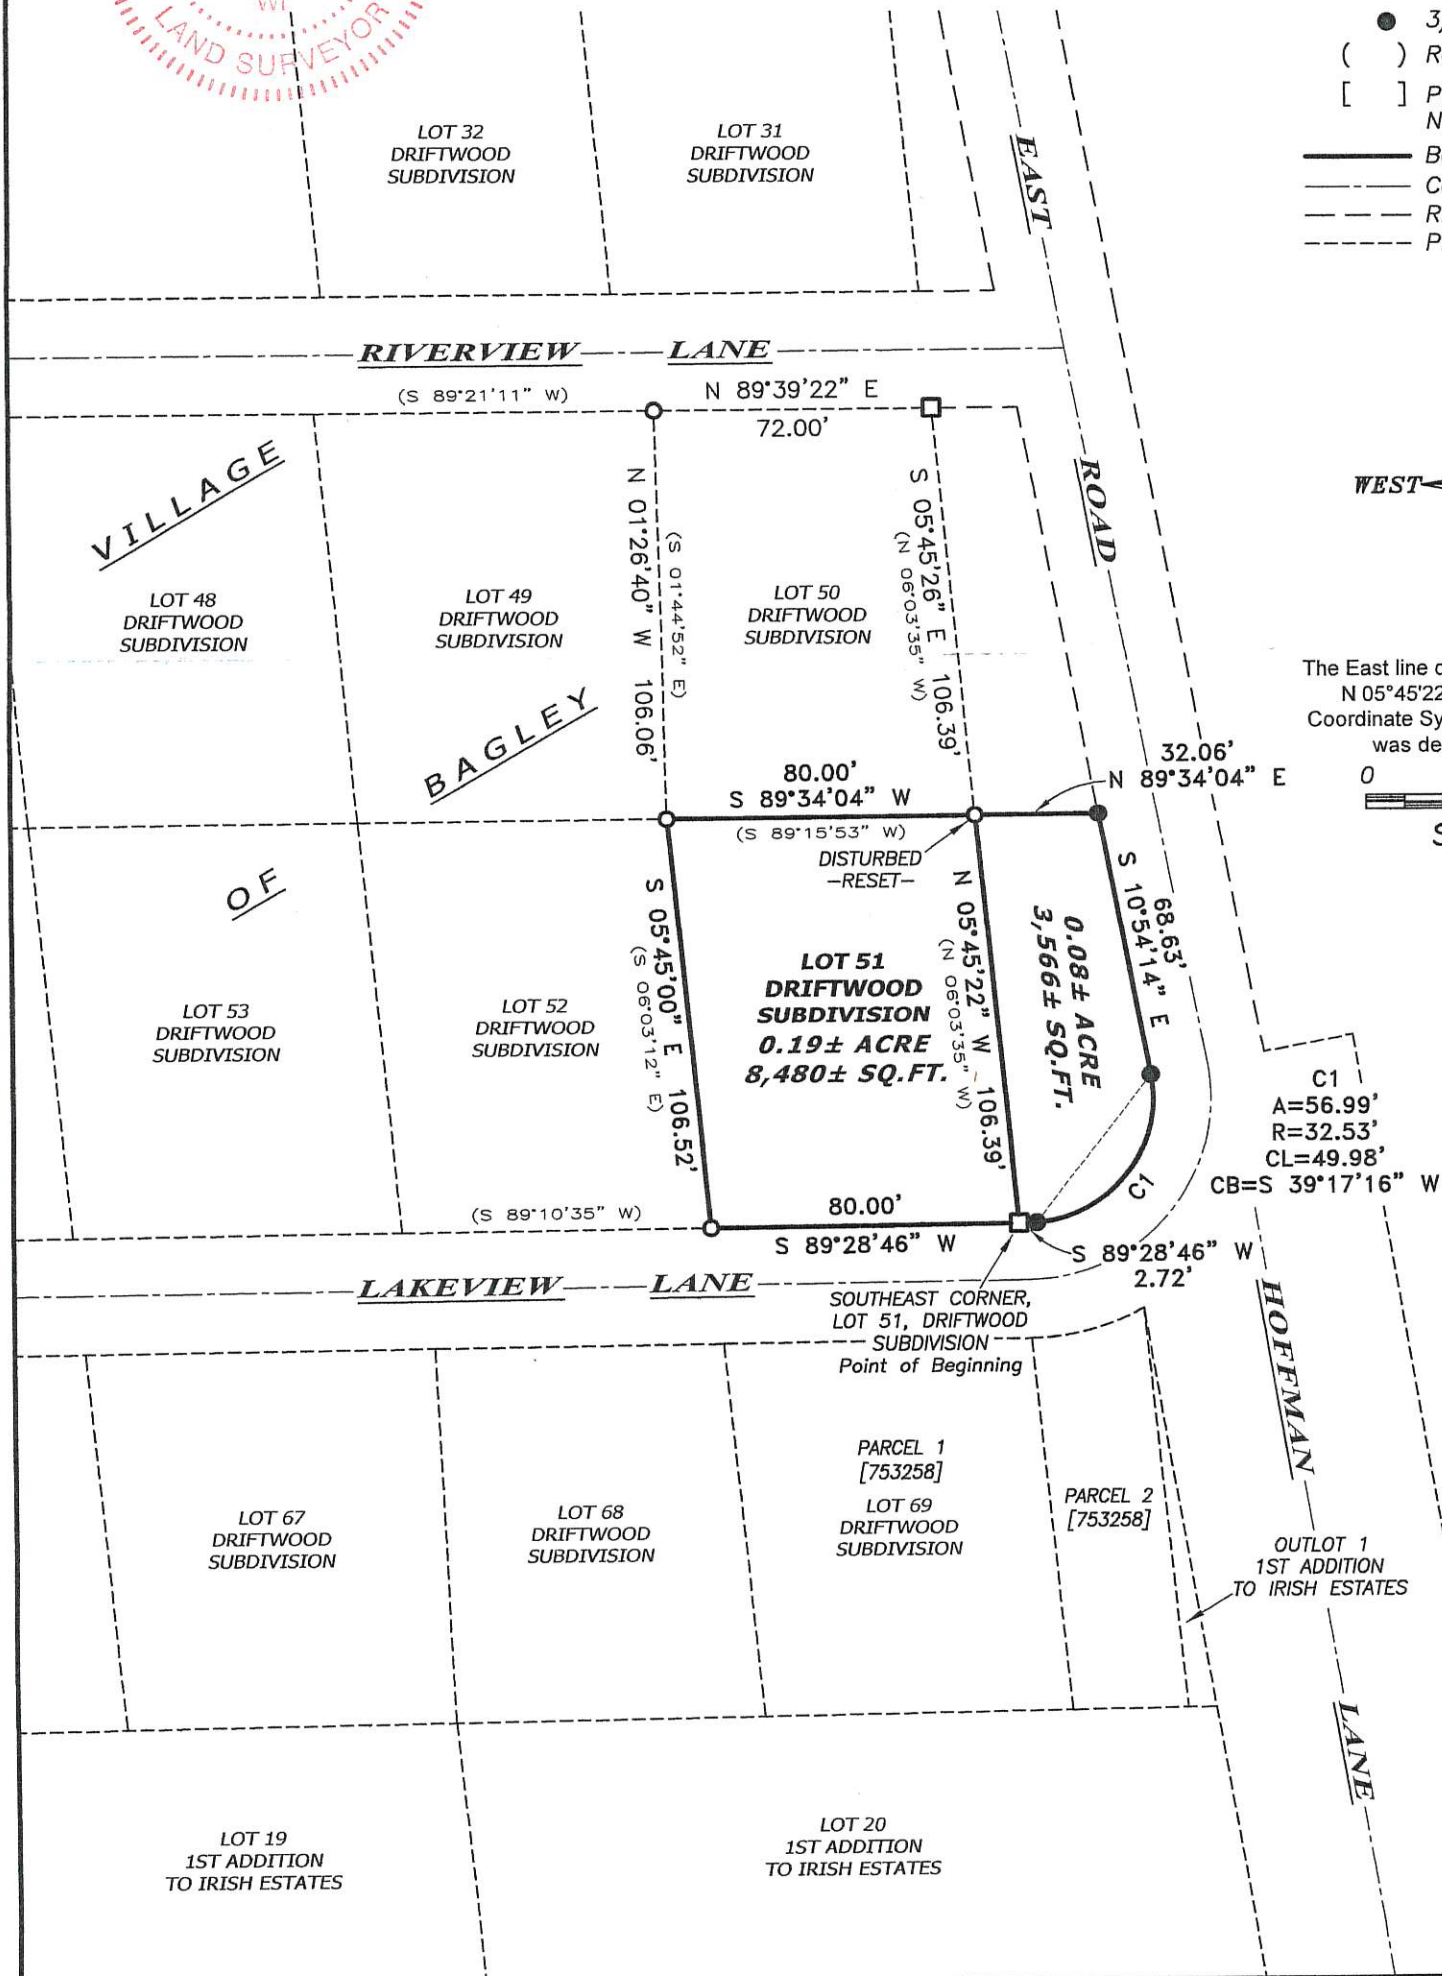 WI
LAND SURVEYOR
( ) R
[ ] P
N
B
C
R
P
LOT 32
DRIFTWOOD
SUBDIVISION
LOT 31
DRIFTWOOD
SUBDIVISION
EAST
ROAD
RIVERVIEW LANE
(S 89°21'11" W)
N 89°39'22" E
72.00'
VILLAGE
OF
BAGLEY
WEST
LOT 48
DRIFTWOOD
SUBDIVISION
LOT 49
DRIFTWOOD
SUBDIVISION
N 01°26'40" W 106.06'
(S 01°44'52" E)
LOT 50
DRIFTWOOD
SUBDIVISION
S 05°45'26" E 106.39'
(N 06°03'35" W)
The East line
N 05°45'22
Coordinate Sy
was de
0
80.00'
S 89°34'04" W
(S 89°15'53" W)
32.06'
N 89°34'04" E
DISTURBED
-RESET-
LOT 53
DRIFTWOOD
SUBDIVISION
LOT 52
DRIFTWOOD
SUBDIVISION
S 05°45'00" E 106.52'
(S 06°03'12" E)
LOT 51
DRIFTWOOD
SUBDIVISION
0.19± ACRE
8,480± SQ.FT.
N 05°45'22" W 106.39'
(N 06°03'35" W)
0.08± ACRE
3,566± SQ.FT.
68.63'
S 10°54'14" E
C1
C1
A=56.99'
R=32.53'
CL=49.98'
CB=S 39°17'16" W
(S 89°10'35" W)
80.00'
S 89°28'46" W
S 89°28'46" W
2.72'
LAKEVIEW LANE
SOUTHEAST CORNER,
LOT 51, DRIFTWOOD
SUBDIVISION
Point of Beginning
HOFFMAN
LANE
PARCEL 1
[753258]
LOT 67
DRIFTWOOD
SUBDIVISION
LOT 68
DRIFTWOOD
SUBDIVISION
LOT 69
DRIFTWOOD
SUBDIVISION
PARCEL 2
[753258]
OUTLOT 1
1ST ADDITION
TO IRISH ESTATES
LOT 19
1ST ADDITION
TO IRISH ESTATES
LOT 20
1ST ADDITION
TO IRISH ESTATES